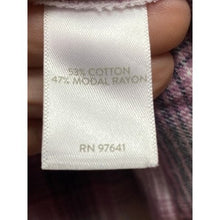 53% COTTON
47% MODAL RAYON
RN 97641